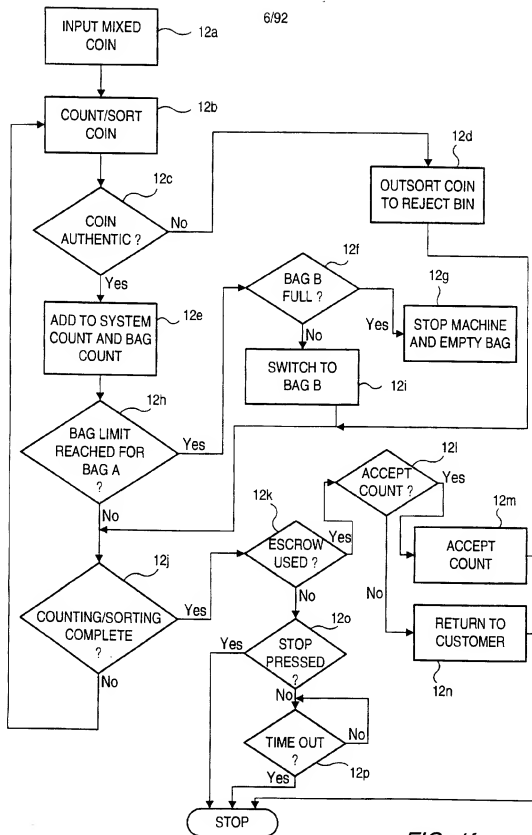 6/92
INPUT MIXED
COIN
12a
COUNT/SORT
COIN
12b
12c
COIN
AUTHENTIC ?
No
Yes
12d
OUTSORT COIN
TO REJECT BIN
ADD TO SYSTEM
COUNT AND BAG
COUNT
12e
12f
BAG B
FULL ?
Yes
No
12g
STOP MACHINE
AND EMPTY BAG
SWITCH TO
BAG B
12i
12h
BAG LIMIT
REACHED FOR
BAG A
?
Yes
No
12l
ACCEPT
COUNT ?
Yes
No
12k
ESCROW
USED ?
Yes
No
12m
ACCEPT
COUNT
12j
COUNTING/SORTING
COMPLETE
?
Yes
No
RETURN TO
CUSTOMER
12n
12o
STOP
PRESSED
?
Yes
No
TIME OUT
?
No
Yes
12p
STOP